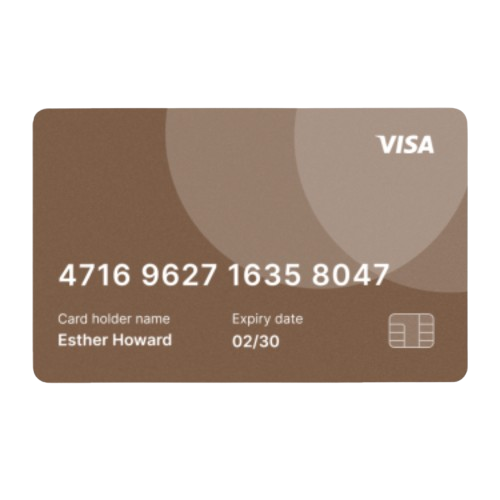 VISA
4716 9627 1635 8047
Card holder name
Esther Howard
Expiry date
02/30